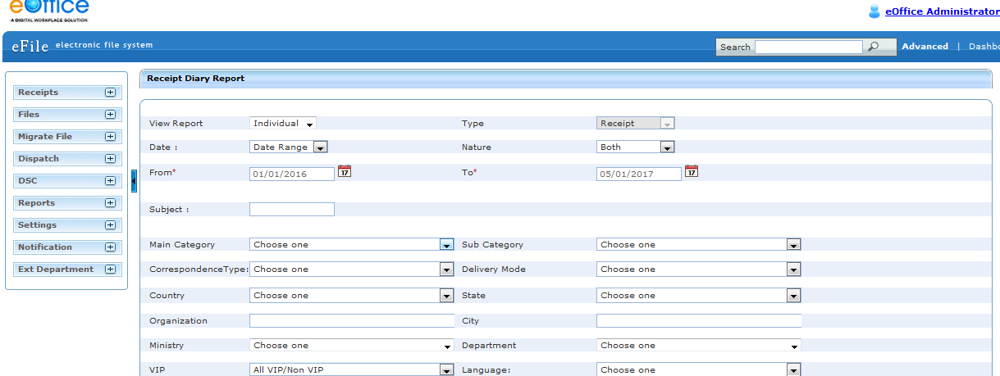 eOffice
A DIGITAL WORKPLACE SOLUTION
eOffice Administrator
eFile electronic file system
Search
Advanced | Dashbo
Receipts
Files
Migrate File
Dispatch
DSC
Reports
Settings
Notification
Ext Department
Receipt Diary Report
View Report Individual Type Receipt
Date : Date Range Nature Both
From* 01/01/2016 17 To* 05/01/2017 17
Subject :
Main Category Choose one Sub Category Choose one
CorrespondenceType: Choose one Delivery Mode Choose one
Country Choose one State Choose one
Organization City
Ministry Choose one Department Choose one
VIP All VIP/Non VIP Language: Choose one